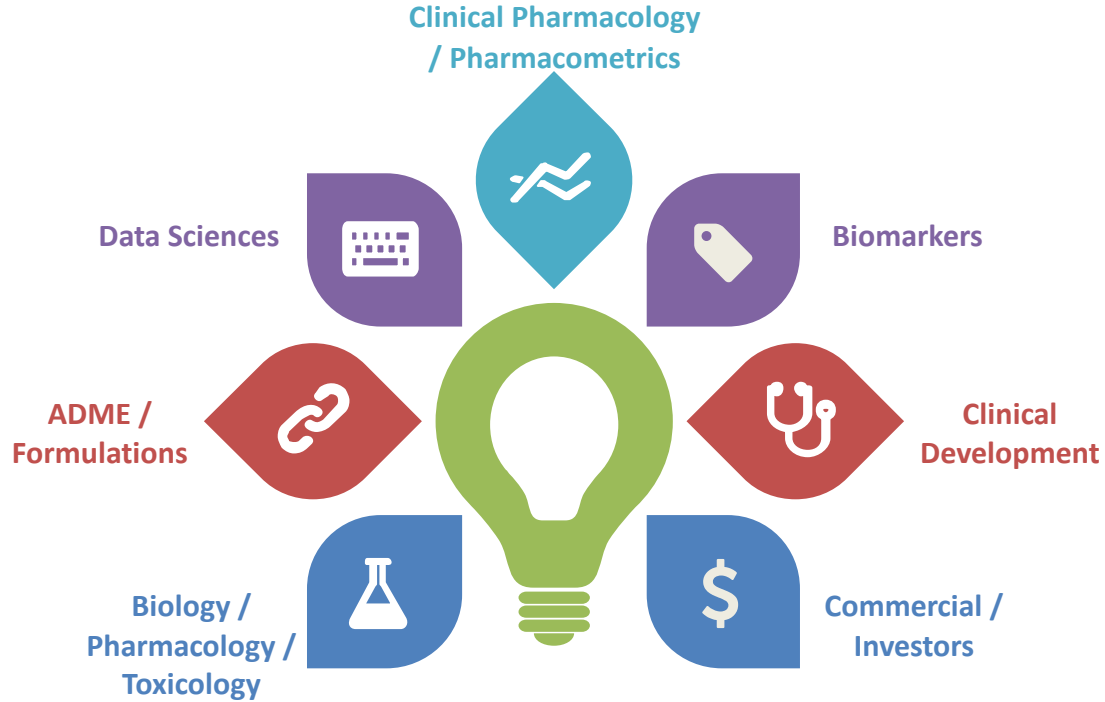 Clinical Pharmacology
/ Pharmacometrics
Data Sciences
Biomarkers
ADME /
Formulations
Clinical
Development
Biology /
Pharmacology /
Toxicology
$
Commercial /
Investors